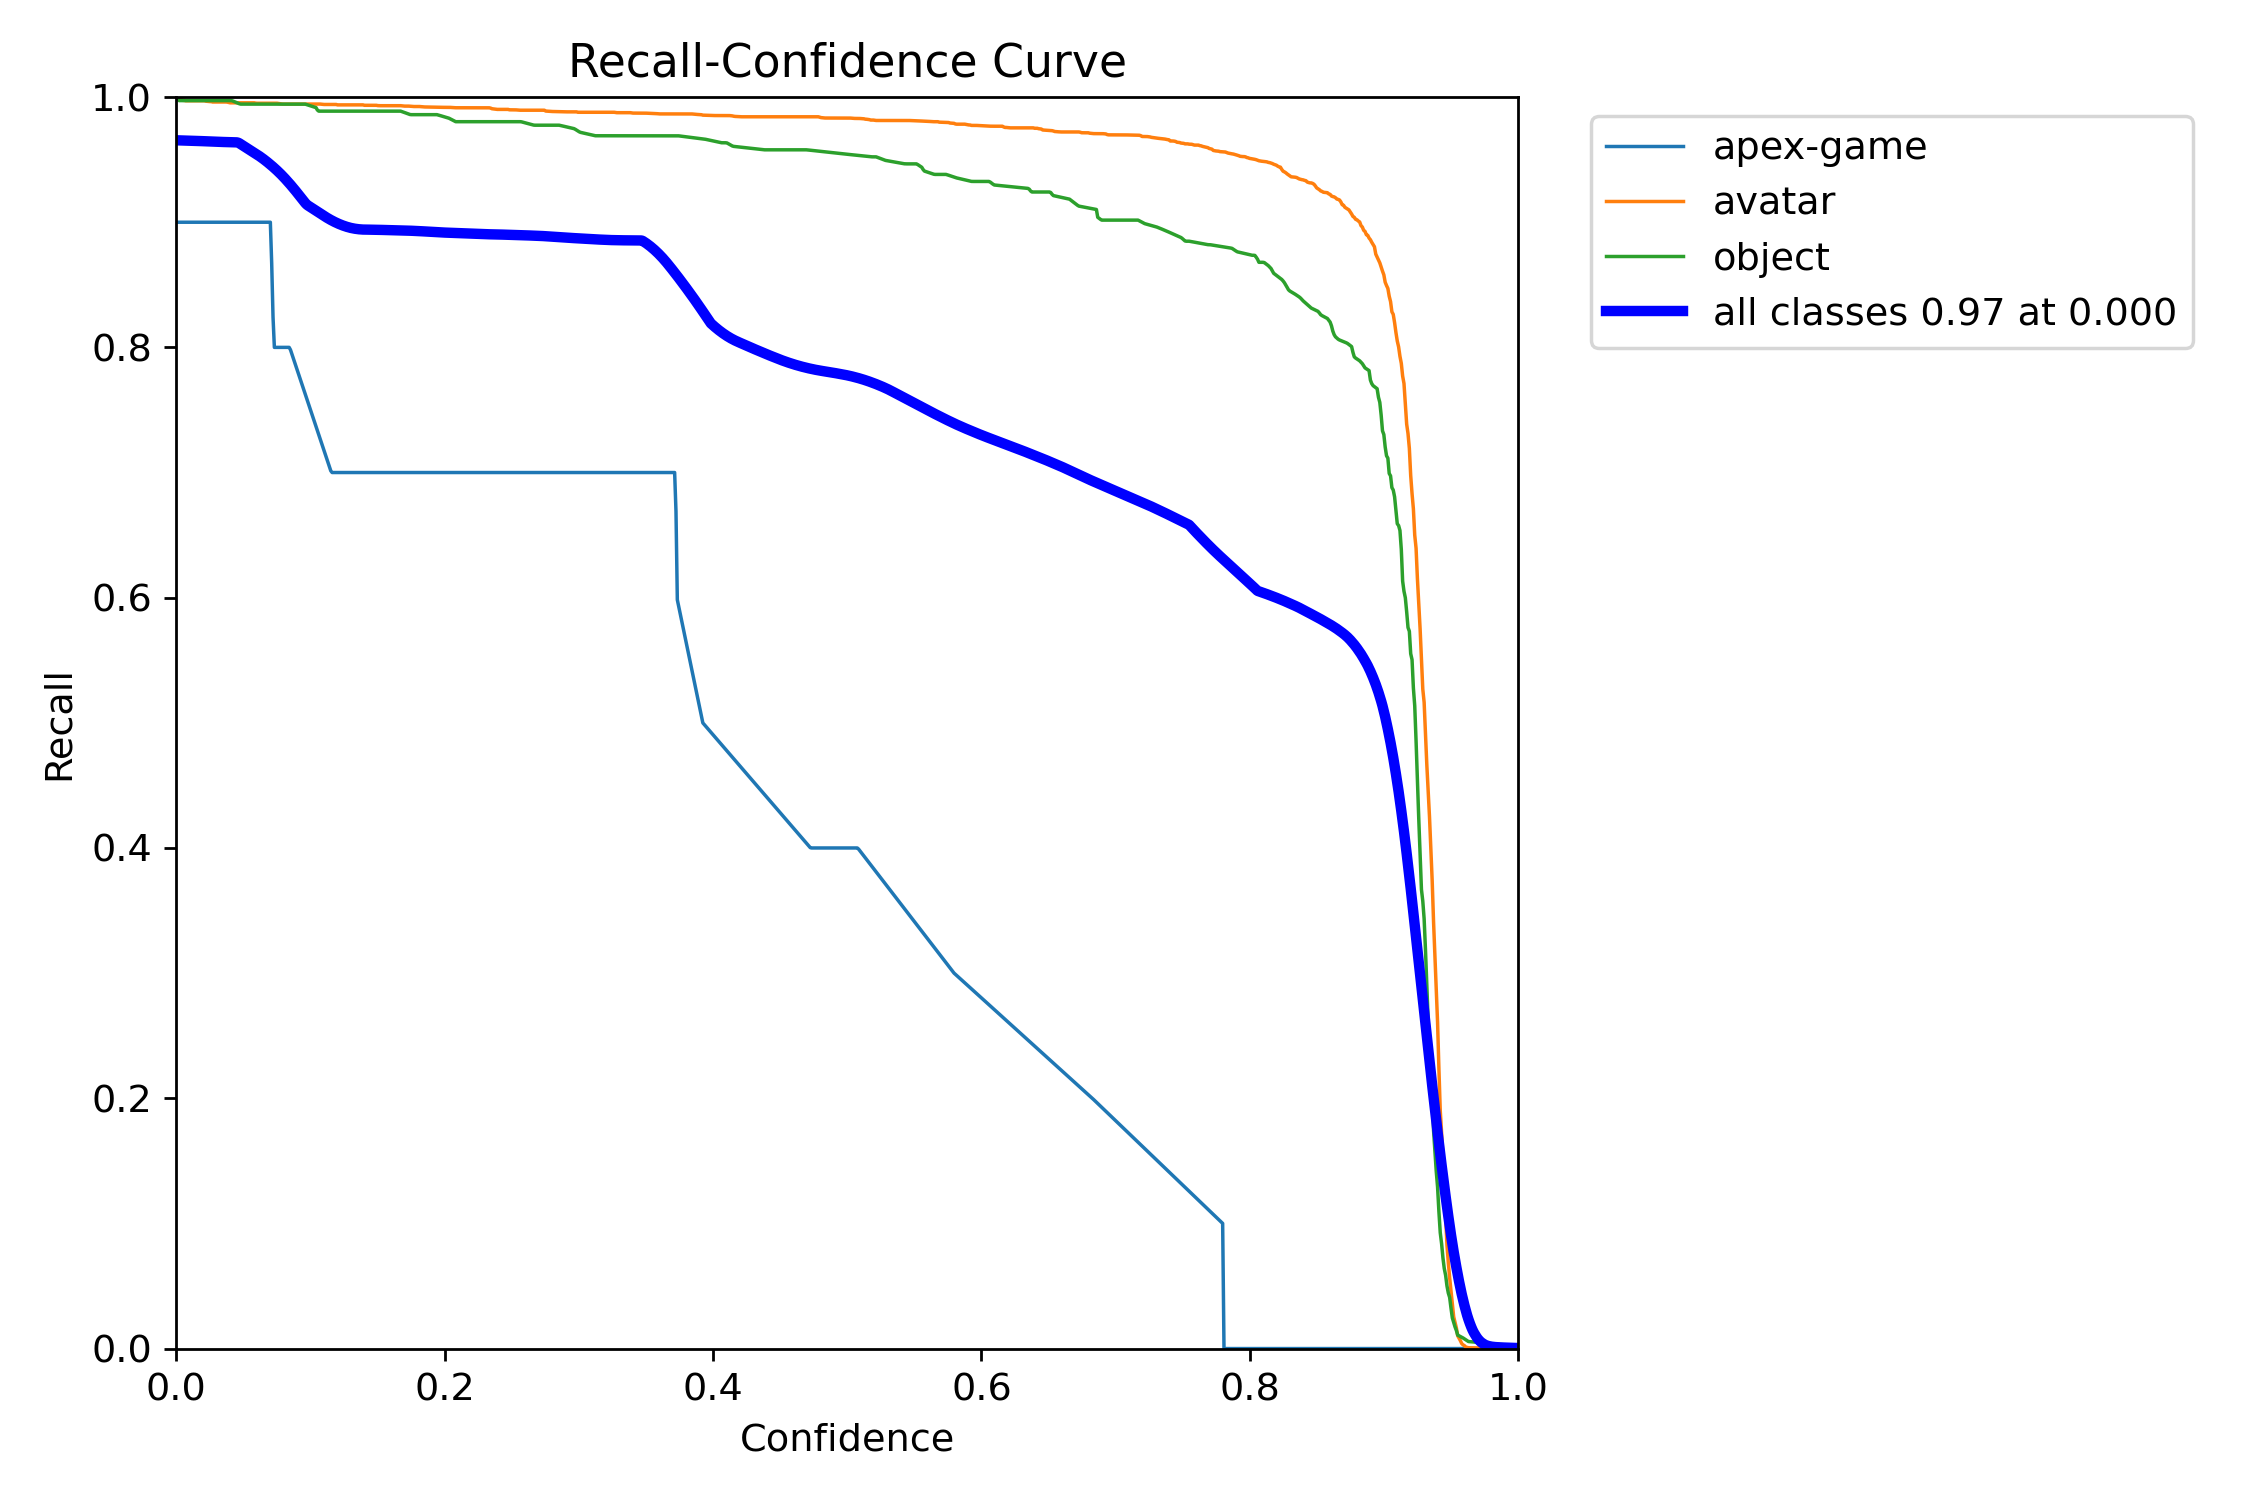 Recall-Confidence Curve
1.0
0.8
0.6
0.4
0.2
0.0
Recall
0.0 0.2 0.4 0.6 0.8 1.0
Confidence
apex-game
avatar
object
all classes 0.97 at 0.000